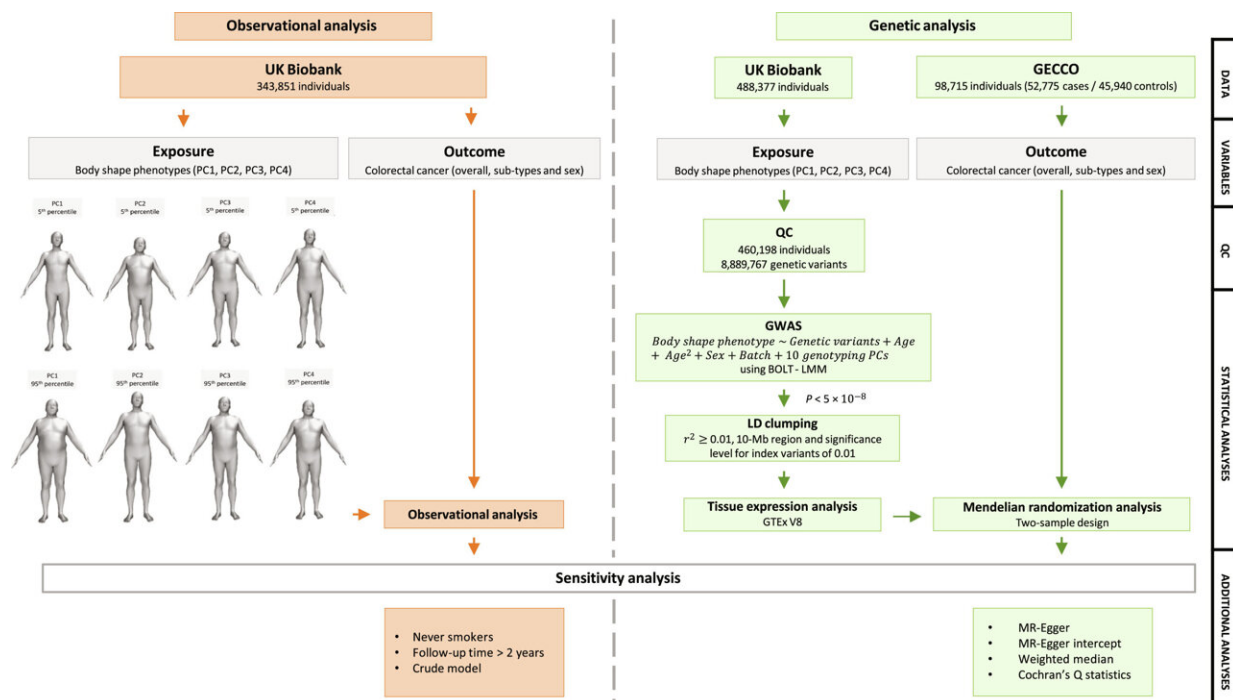 Observational analysis
UK Biobank
343,851 individuals
Exposure
Body shape phenotypes (PC1, PC2, PC3, PC4)
Outcome
Colorectal cancer (overall, sub-types and sex)
PC1
5th percentile
PC2
5th percentile
PC3
5th percentile
PC4
5th percentile
PC1
95th percentile
PC2
95th percentile
PC3
95th percentile
PC4
95th percentile
Observational analysis
Genetic analysis
UK Biobank
488,377 individuals
GECCO
98,715 individuals (52,775 cases / 45,940 controls)
Exposure
Body shape phenotypes (PC1, PC2, PC3, PC4)
Outcome
Colorectal cancer (overall, sub-types and sex)
QC
460,198 individuals
8,889,767 genetic variants
GWAS
Body shape phenotype ~ Genetic variants + Age
+ Age² + Sex + Batch + 10 genotyping PCs
using BOLT - LMM
P < 5 × 10⁻⁸
LD clumping
r² ≥ 0.01, 10-Mb region and significance
level for index variants of 0.01
Tissue expression analysis
GTEx V8
Mendelian randomization analysis
Two-sample design
Sensitivity analysis
• Never smokers
• Follow-up time > 2 years
• Crude model
• MR-Egger
• MR-Egger intercept
• Weighted median
• Cochran's Q statistics
DATA
VARIABLES
QC
STATISTICAL ANALYSES
ADDITIONAL ANALYSES